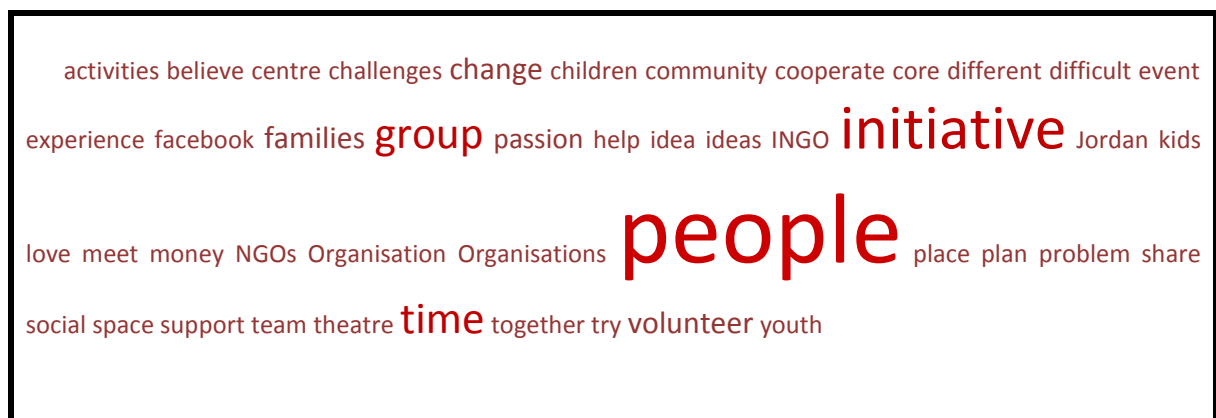 activities believe centre challenges change children community cooperate core different difficult event
experience facebook families group passion help idea ideas INGO initiative Jordan kids
love meet money NGOs Organisation Organisations people place plan problem share
social space support team theatre time together try volunteer youth